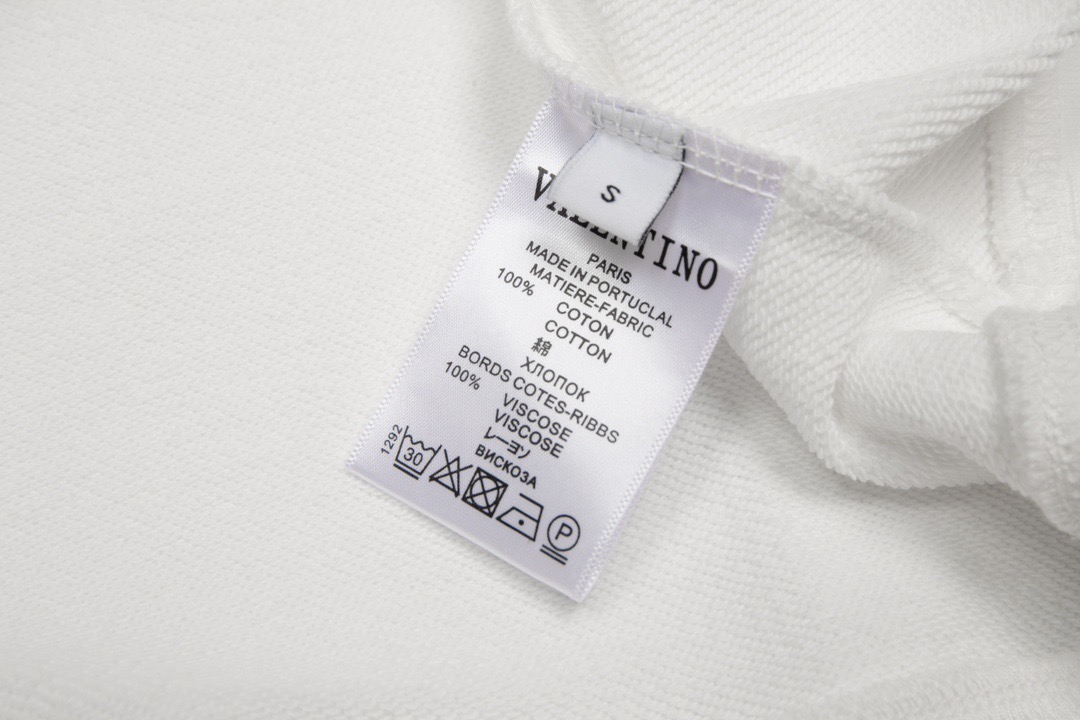 S
VALENTINO
PARIS
MADE IN PORTUCLAL
MATIERE-FABRIC
100% COTON
COTTON
綿
ХЛОПОК
BORDS COTES-RIBBS
100% VISCOSE
VISCOSE
レーヨン
ВИСКОЗА
1292
30
P